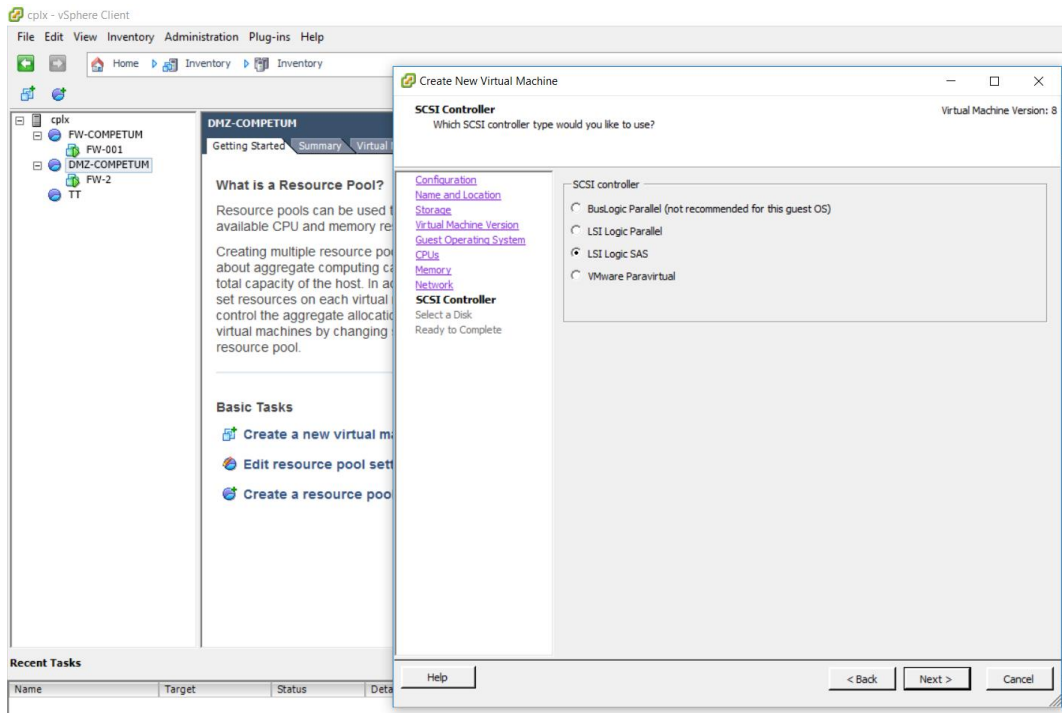 cplx - vSphere Client
File Edit View Inventory Administration Plug-ins Help
Home Inventory Inventory
cplx
FW-COMPETUM
FW-001
DMZ-COMPETUM
FW-2
TT
DMZ-COMPETUM
Getting Started Summary Virtual
What is a Resource Pool?
Resource pools can be used
available CPU and memory re
Creating multiple resource poo
about aggregate computing ca
total capacity of the host. In ad
set resources on each virtual
control the aggregate allocatio
virtual machines by changing
resource pool.
Basic Tasks
Create a new virtual ma
Edit resource pool sett
Create a resource poo
Create New Virtual Machine
SCSI Controller
Which SCSI controller type would you like to use?
Virtual Machine Version: 8
Configuration
Name and Location
Storage
Virtual Machine Version
Guest Operating System
CPUs
Memory
Network
SCSI Controller
Select a Disk
Ready to Complete
SCSI controller
BusLogic Parallel (not recommended for this guest OS)
LSI Logic Parallel
LSI Logic SAS
VMware Paravirtual
Help < Back Next > Cancel
Recent Tasks
Name Target Status Deta